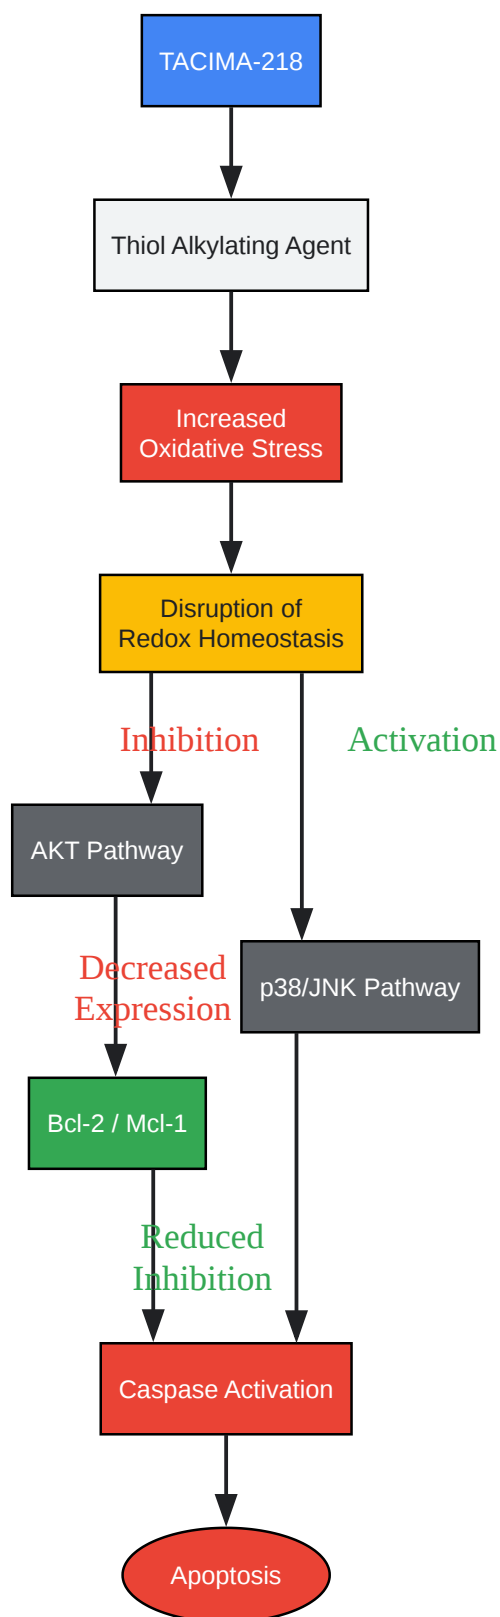 TACIMA-218
Thiol Alkylating Agent
Increased
Oxidative Stress
Disruption of
Redox Homeostasis
Inhibition
Activation
AKT Pathway
Decreased
Expression
p38/JNK Pathway
Bcl-2 / Mcl-1
Reduced
Inhibition
Caspase Activation
Apoptosis